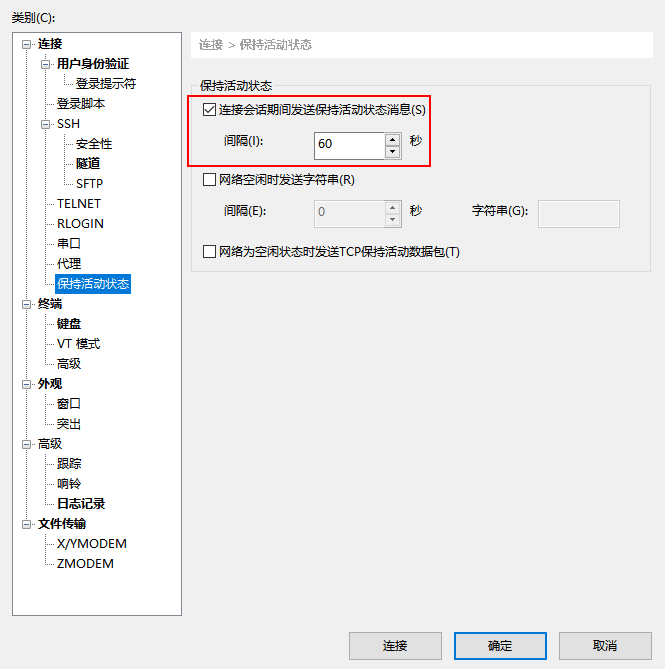 类别(C):
连接
用户身份验证
登录提示符
登录脚本
SSH
安全性
隧道
SFTP
TELNET
RLOGIN
串口
代理
保持活动状态
终端
键盘
VT 模式
高级
外观
窗口
突出
高级
跟踪
响铃
日志记录
文件传输
X/YMODEM
ZMODEM
连接 > 保持活动状态
保持活动状态
连接会话期间发送保持活动状态消息(S)
间隔(I): 60 秒
网络空闲时发送字符串(R)
间隔(E): 0 秒 字符串(G):
网络为空闲状态时发送TCP保持活动数据包(T)
连接 确定 取消